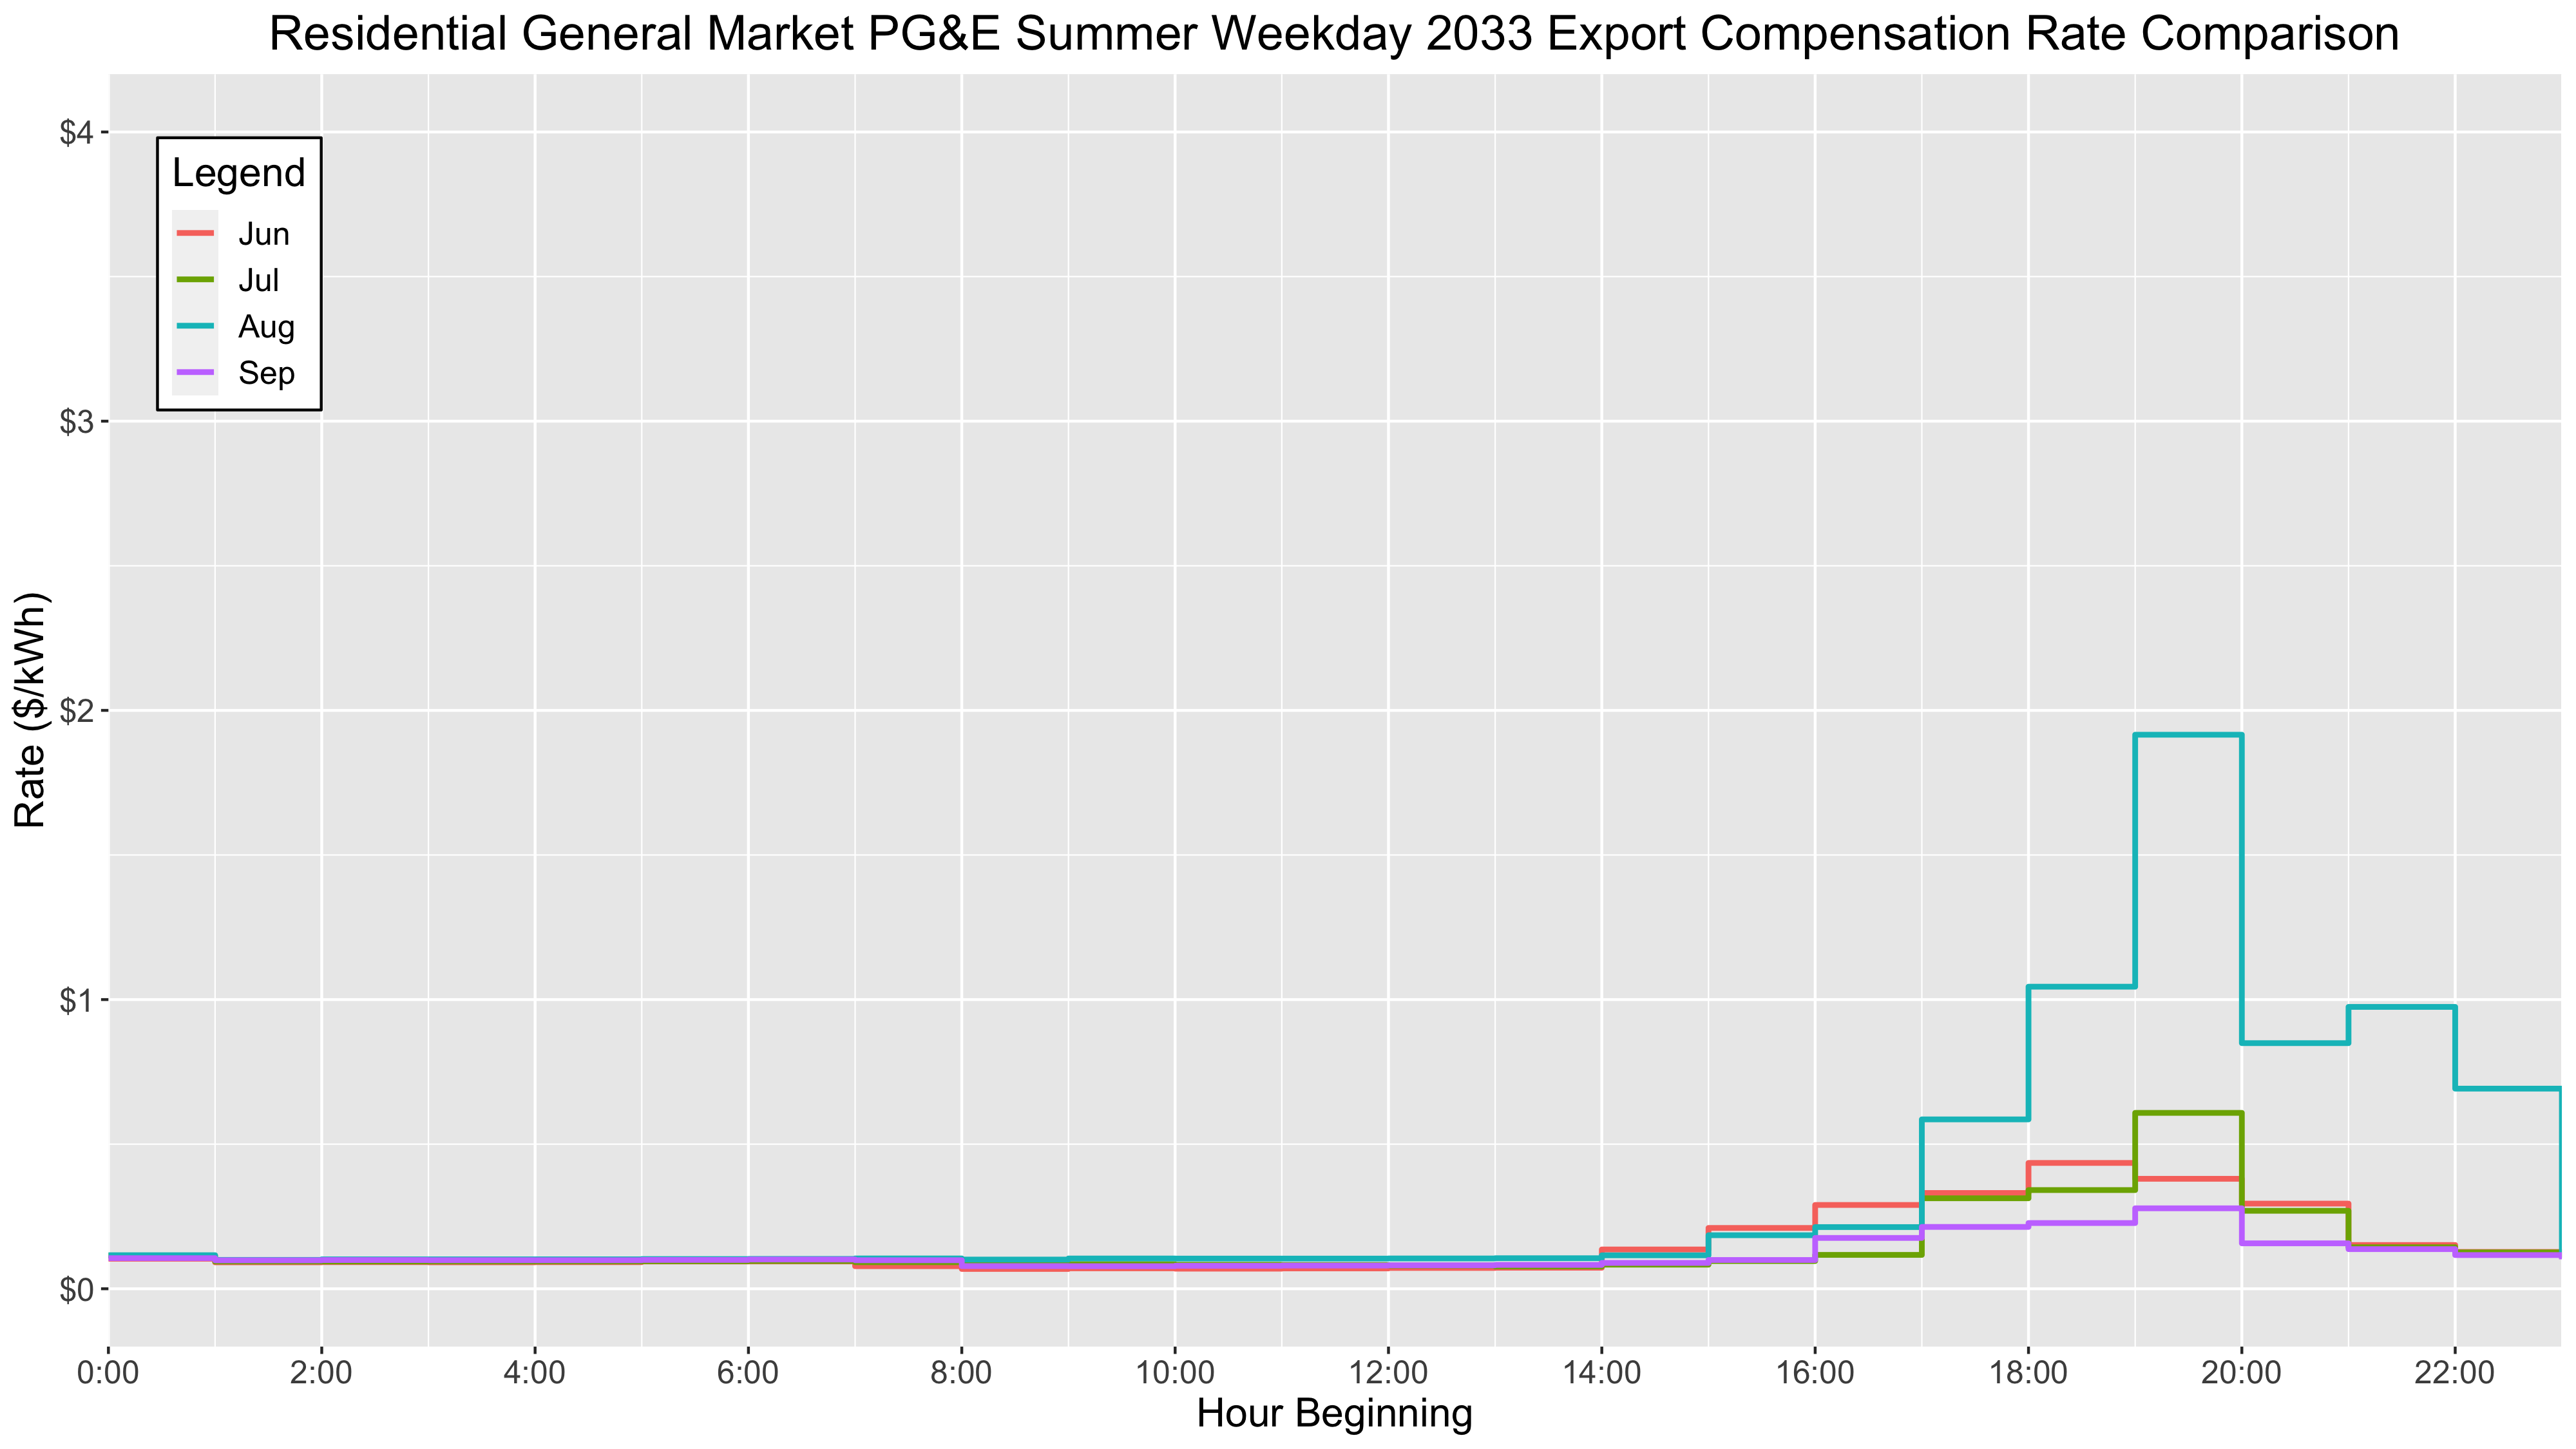 Residential General Market PG&E Summer Weekday 2033 Export Compensation Rate Comparison
$4
Legend
Jun
Jul
Aug
Sep
$3
Rate ($/kWh)
$2
$1
$0
0:00 2:00 4:00 6:00 8:00 10:00 12:00 14:00 16:00 18:00 20:00 22:00
Hour Beginning